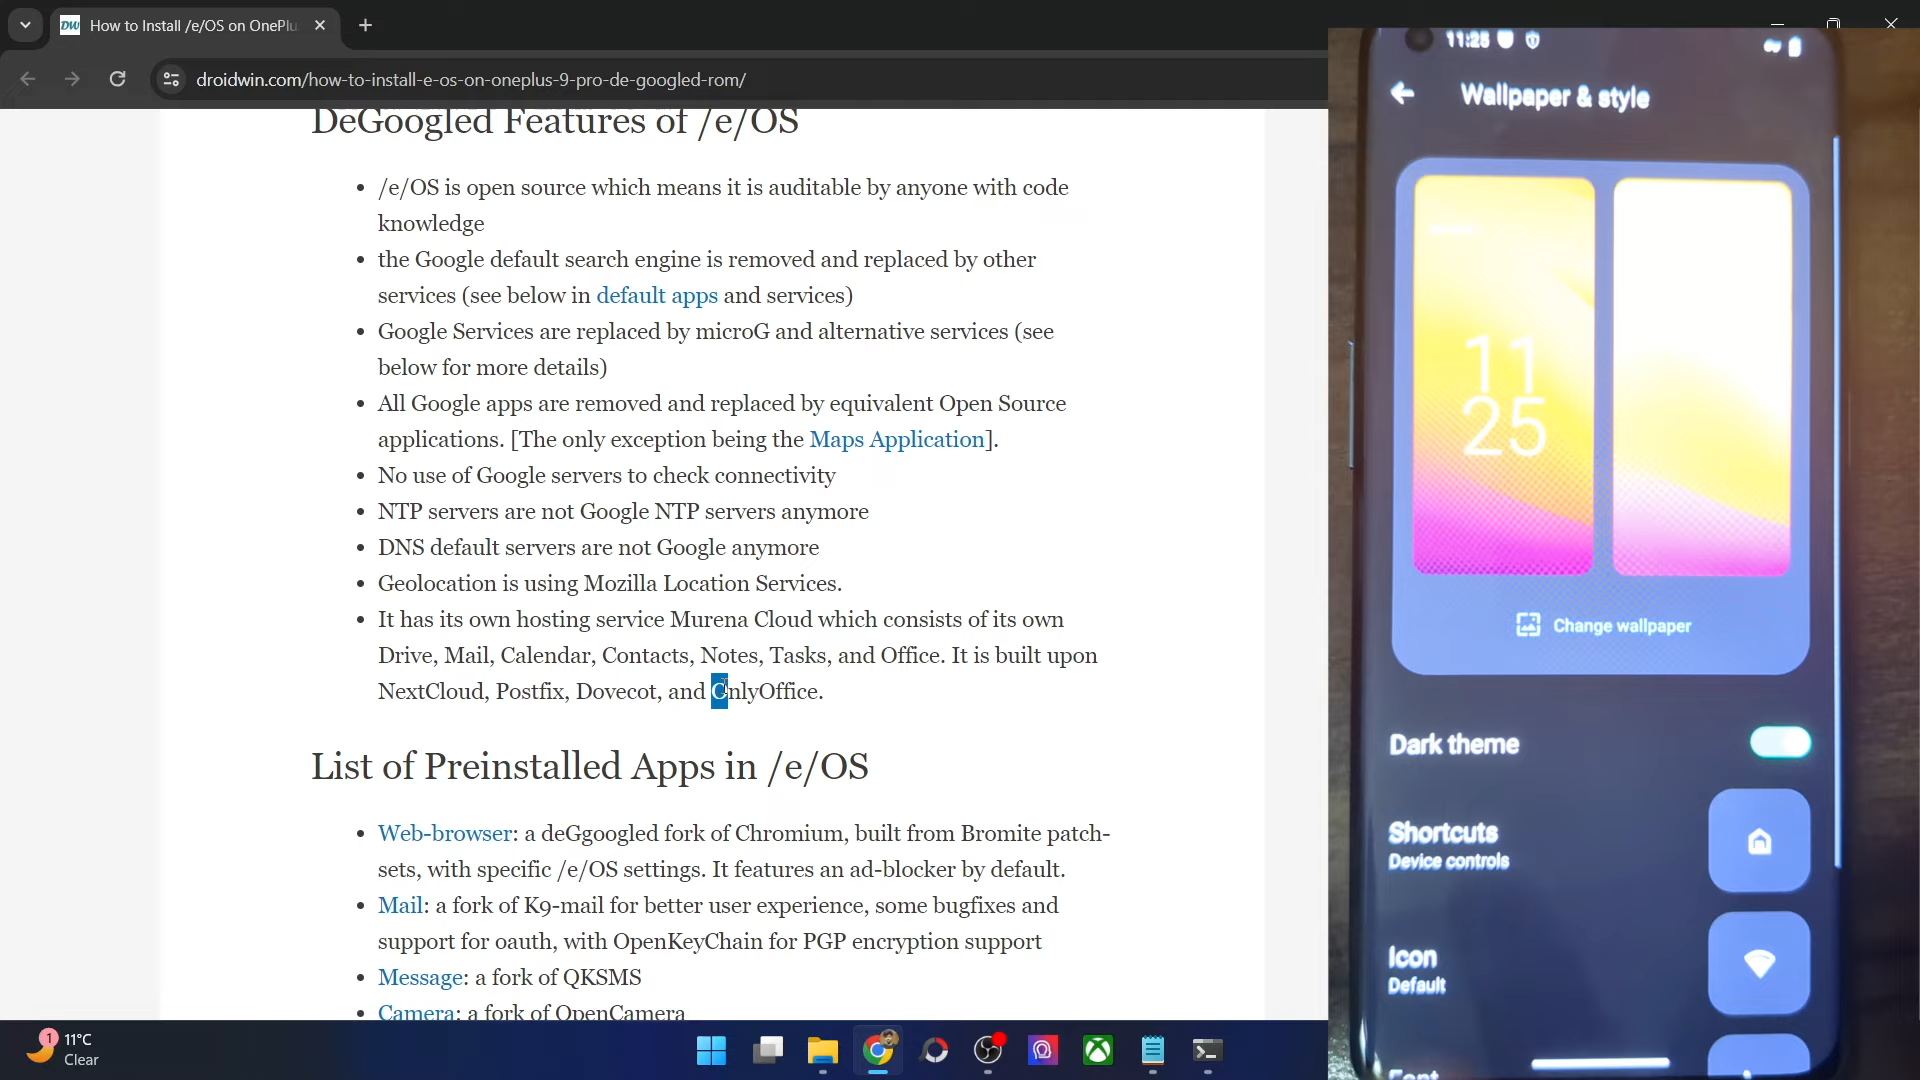 DW How to Install /e/OS on OnePlu
droidwin.com/how-to-install-e-os-on-oneplus-9-pro-de-googled-rom/
DeGoogled Features of /e/OS
• /e/OS is open source which means it is auditable by anyone with code
knowledge
• the Google default search engine is removed and replaced by other
services (see below in default apps and services)
• Google Services are replaced by microG and alternative services (see
below for more details)
• All Google apps are removed and replaced by equivalent Open Source
applications. [The only exception being the Maps Application].
• No use of Google servers to check connectivity
• NTP servers are not Google NTP servers anymore
• DNS default servers are not Google anymore
• Geolocation is using Mozilla Location Services.
• It has its own hosting service Murena Cloud which consists of its own
Drive, Mail, Calendar, Contacts, Notes, Tasks, and Office. It is built upon
NextCloud, Postfix, Dovecot, and OnlyOffice.
List of Preinstalled Apps in /e/OS
• Web-browser: a deGgoogled fork of Chromium, built from Bromite patch-
sets, with specific /e/OS settings. It features an ad-blocker by default.
• Mail: a fork of K9-mail for better user experience, some bugfixes and
support for oauth, with OpenKeyChain for PGP encryption support
• Message: a fork of QKSMS
• Camera: a fork of OpenCamera
1
11°C
Clear
11:25
Wallpaper & style
11
25
Change wallpaper
Dark theme
Shortcuts
Device controls
Icon
Default
Font